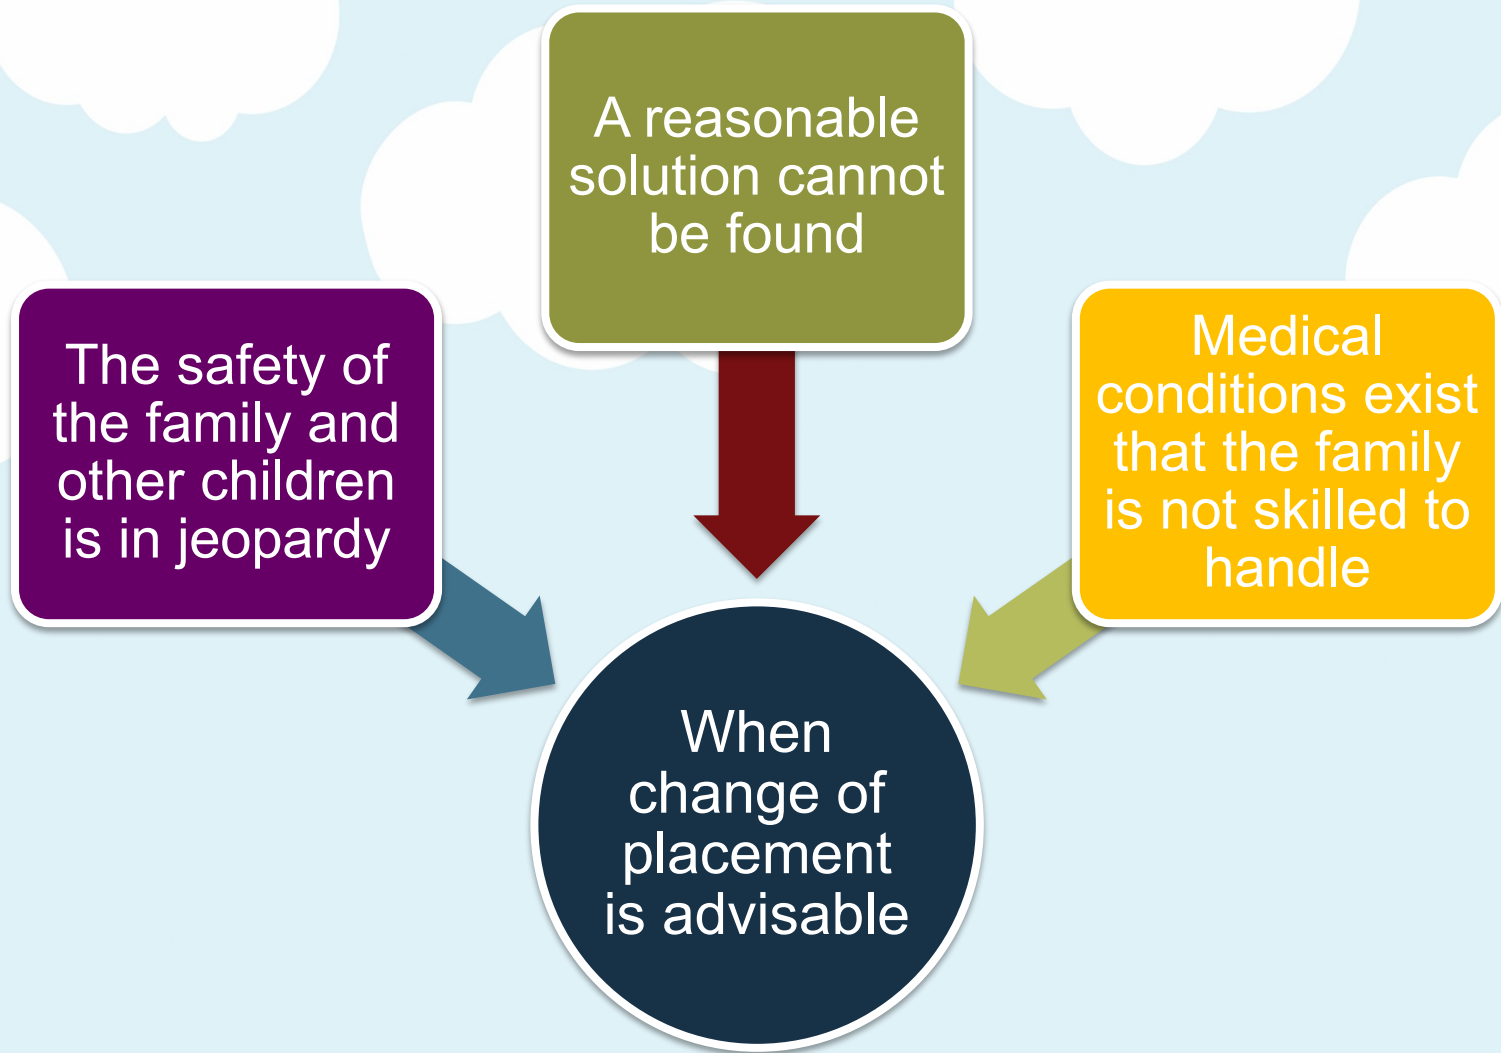 A reasonable
solution cannot
be found
The safety of
the family and
other children
is in jeopardy
Medical
conditions exist
that the family
is not skilled to
handle
When
change of
placement
is advisable